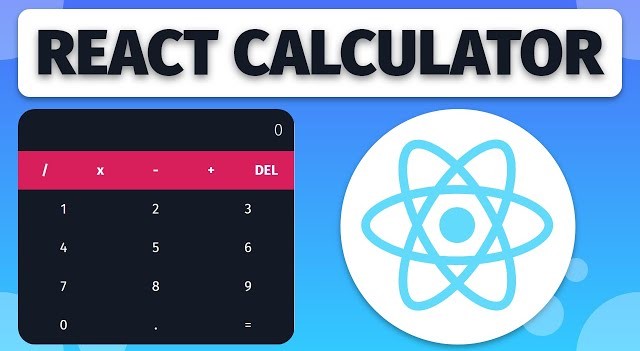 REACT CALCULATOR
0
/ x - + DEL
1 2 3
4 5 6
7 8 9
0 . =